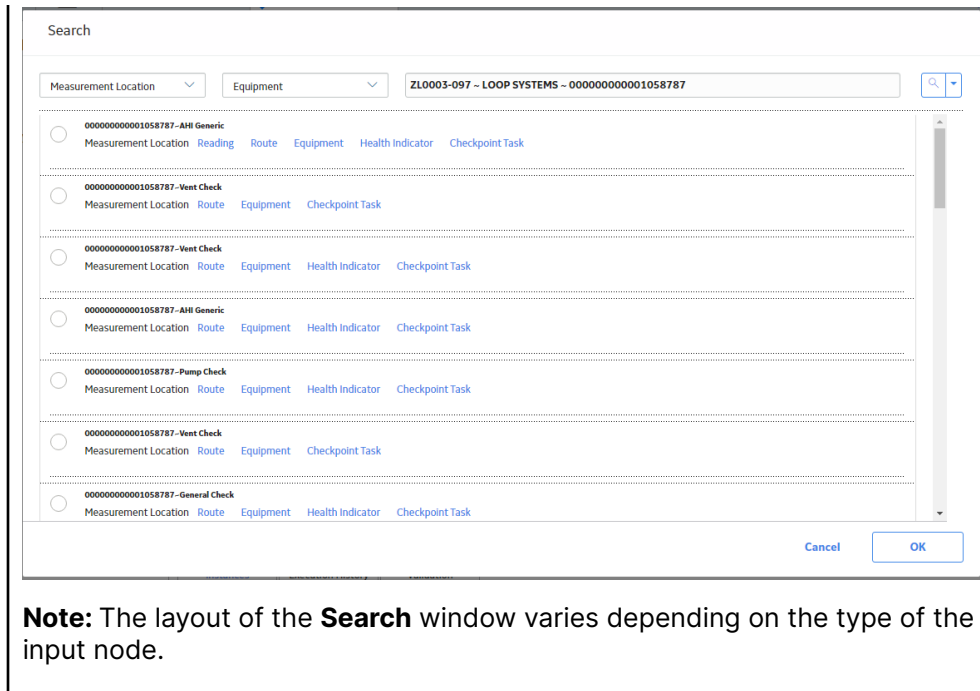 Search
Measurement Location Equipment ZL0003-097 ~ LOOP SYSTEMS ~ 000000000001058787
000000000001058787~AHI Generic
Measurement Location Reading Route Equipment Health Indicator Checkpoint Task
000000000001058787~Vent Check
Measurement Location Route Equipment Checkpoint Task
000000000001058787~Vent Check
Measurement Location Route Equipment Health Indicator Checkpoint Task
000000000001058787~AHI Generic
Measurement Location Route Equipment Health Indicator Checkpoint Task
000000000001058787~Pump Check
Measurement Location Route Equipment Health Indicator Checkpoint Task
000000000001058787~Vent Check
Measurement Location Route Equipment Checkpoint Task
000000000001058787~General Check
Measurement Location Route Equipment Health Indicator Checkpoint Task
Cancel OK
Note: The layout of the Search window varies depending on the type of the
input node.